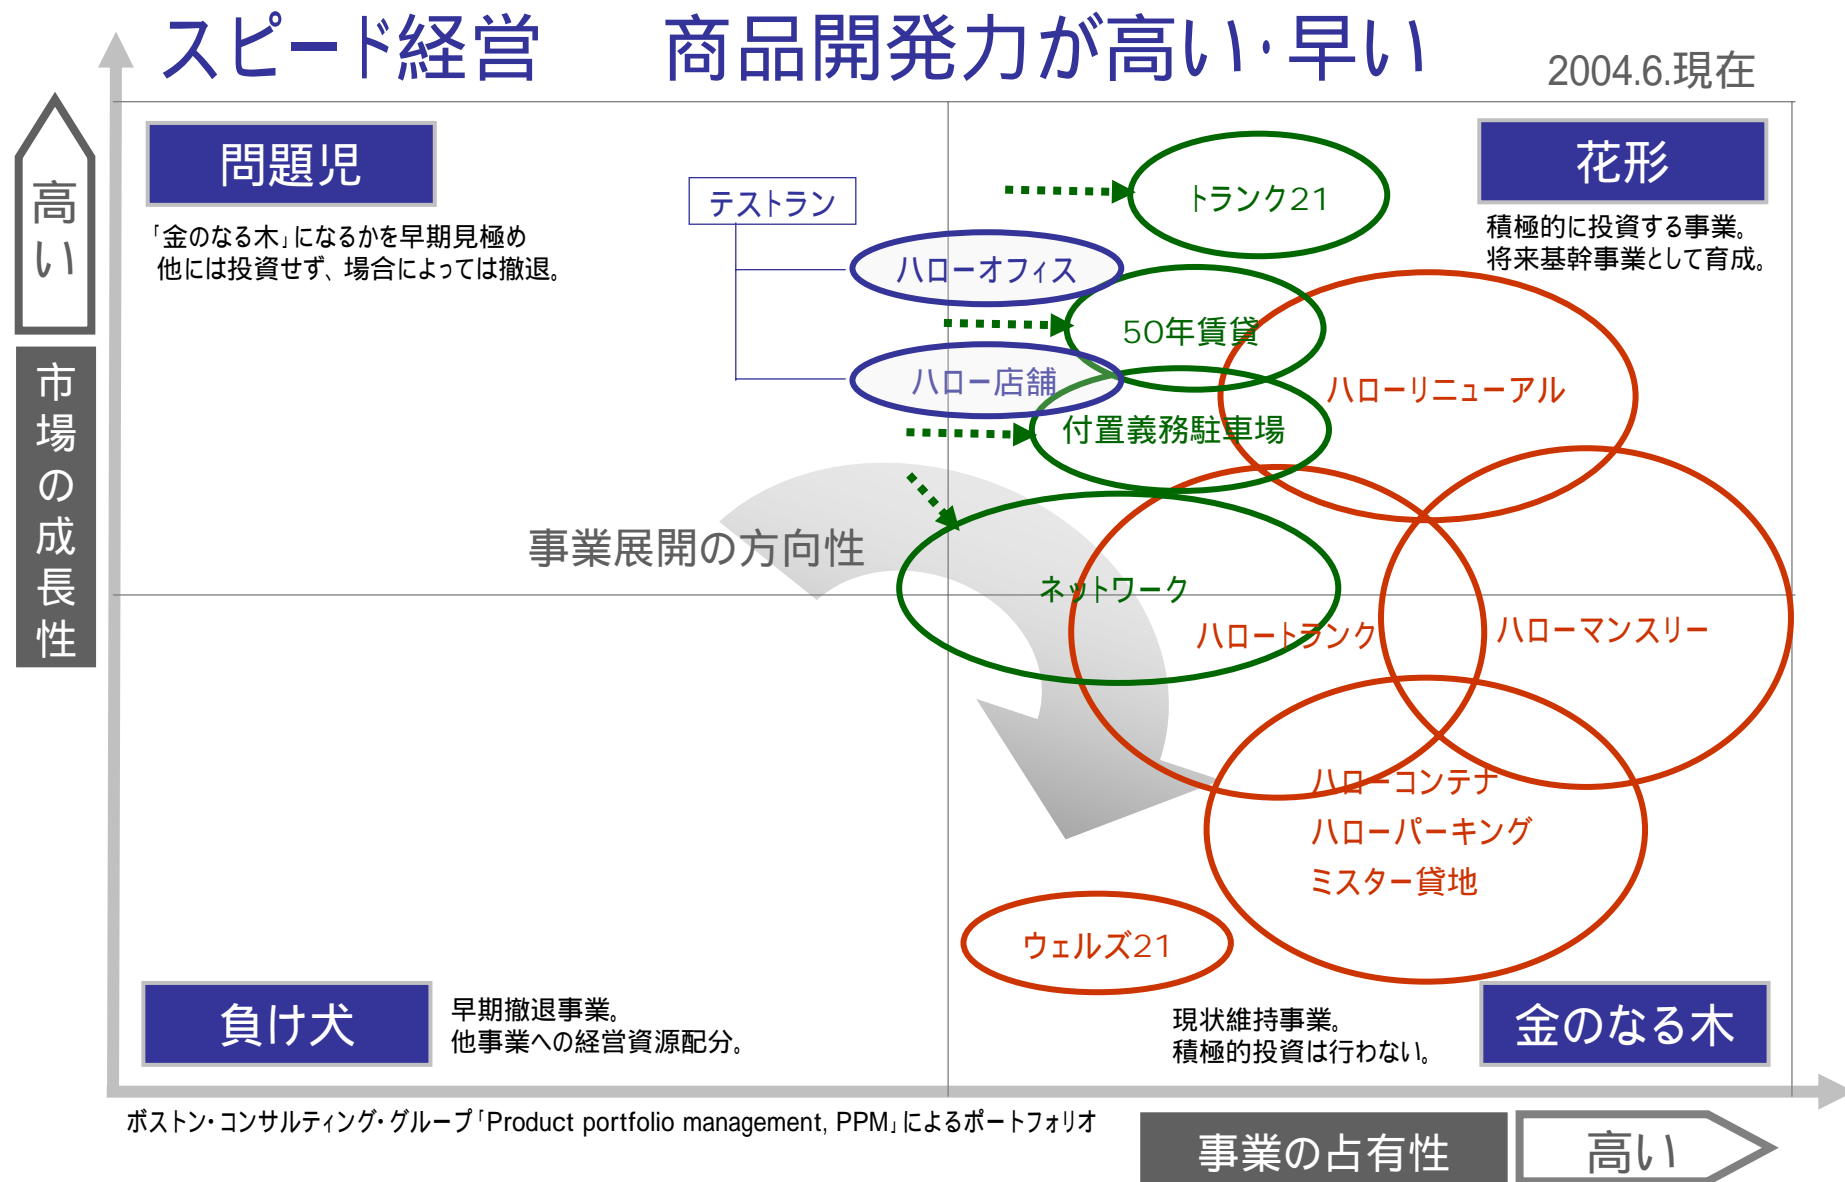 スピード経営　商品開発力が高い・早い
2004.6.現在
高い
市場の成長性
問題児
「金のなる木」になるかを早期見極め
他には投資せず、場合によっては撤退。
テストラン
ハローオフィス
ハロー店舗
トランク21
50年賃貸
付置義務駐車場
花形
積極的に投資する事業。
将来基幹事業として育成。
ハローリニューアル
事業展開の方向性
ネットワーク
ハロートランク
ハローマンスリー
ハローコンテナ
ハローパーキング
ミスター貸地
ウェルズ21
負け犬
早期撤退事業。
他事業への経営資源配分。
現状維持事業。
積極的投資は行わない。
金のなる木
ボストン・コンサルティング・グループ「Product portfolio management, PPM」によるポートフォリオ
事業の占有性
高い